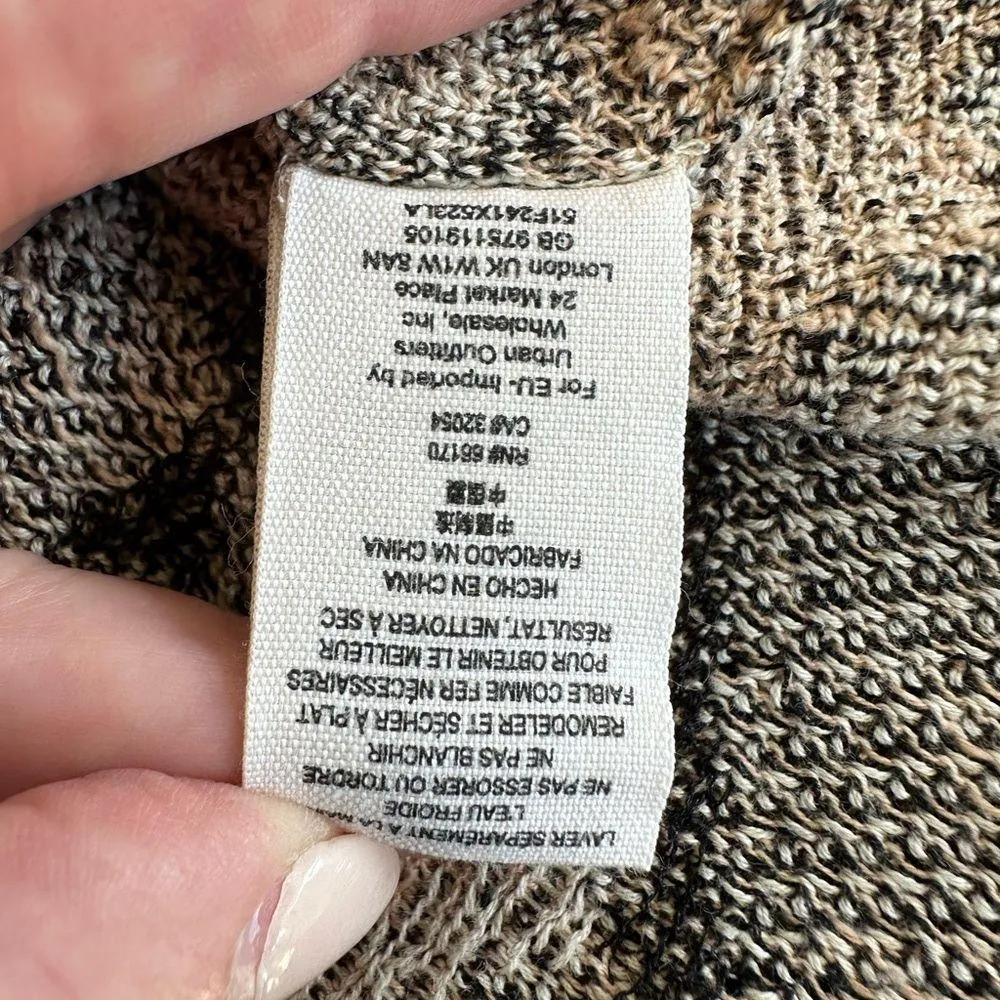 LAVER SÉPARÉMENT À LA
L'EAU FROIDE
NE PAS ESSORER OU TORDRE
NE PAS BLANCHIR
REMODELER ET SÉCHER À PLAT
FAIBLE COMME FER NÉCESSAIRES
POUR OBTENIR LE MEILLEUR
RÉSULTAT, NETTOYER À SEC
HECHO EN CHINA
FABRICADO NA CHINA
中國制造
中国製
RN# 66170
CA# 32054
For EU- Imported by
Urban Outfitters
Wholesale, Inc
24 Market Place
London UK W1W 8AN
GB 975119105
51F241X523LA